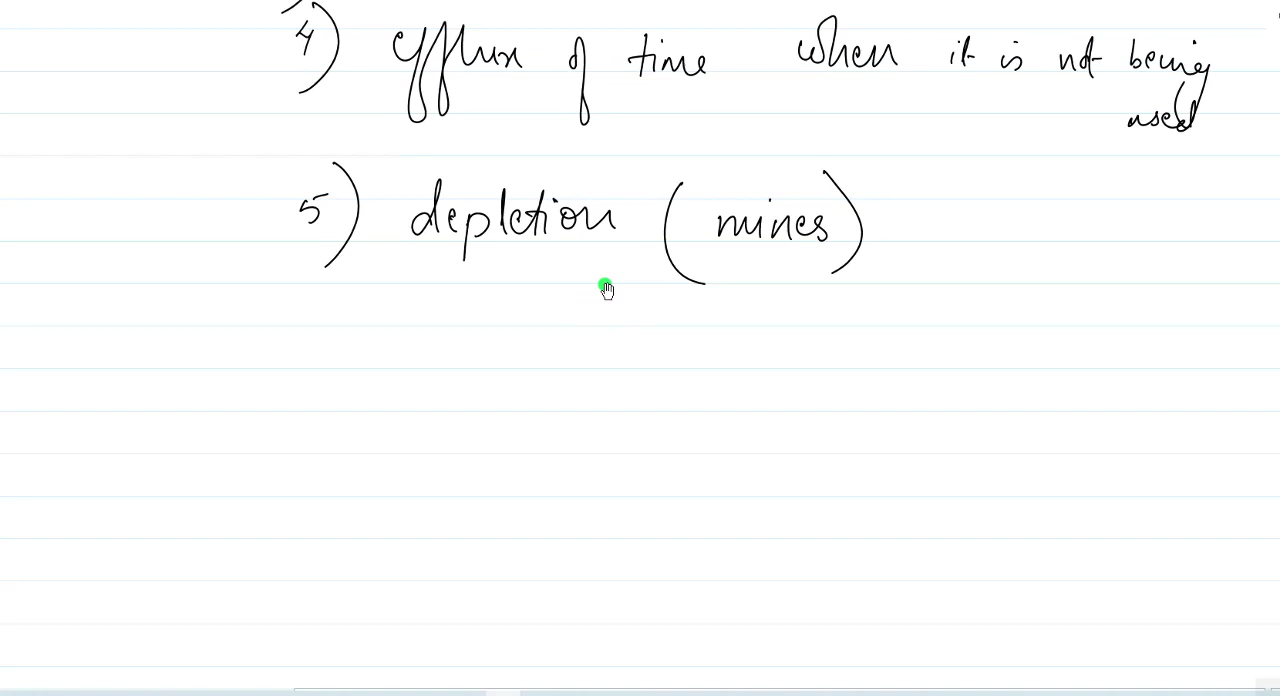 4) efflux of time when it is not being
used
5) depletion (mines)